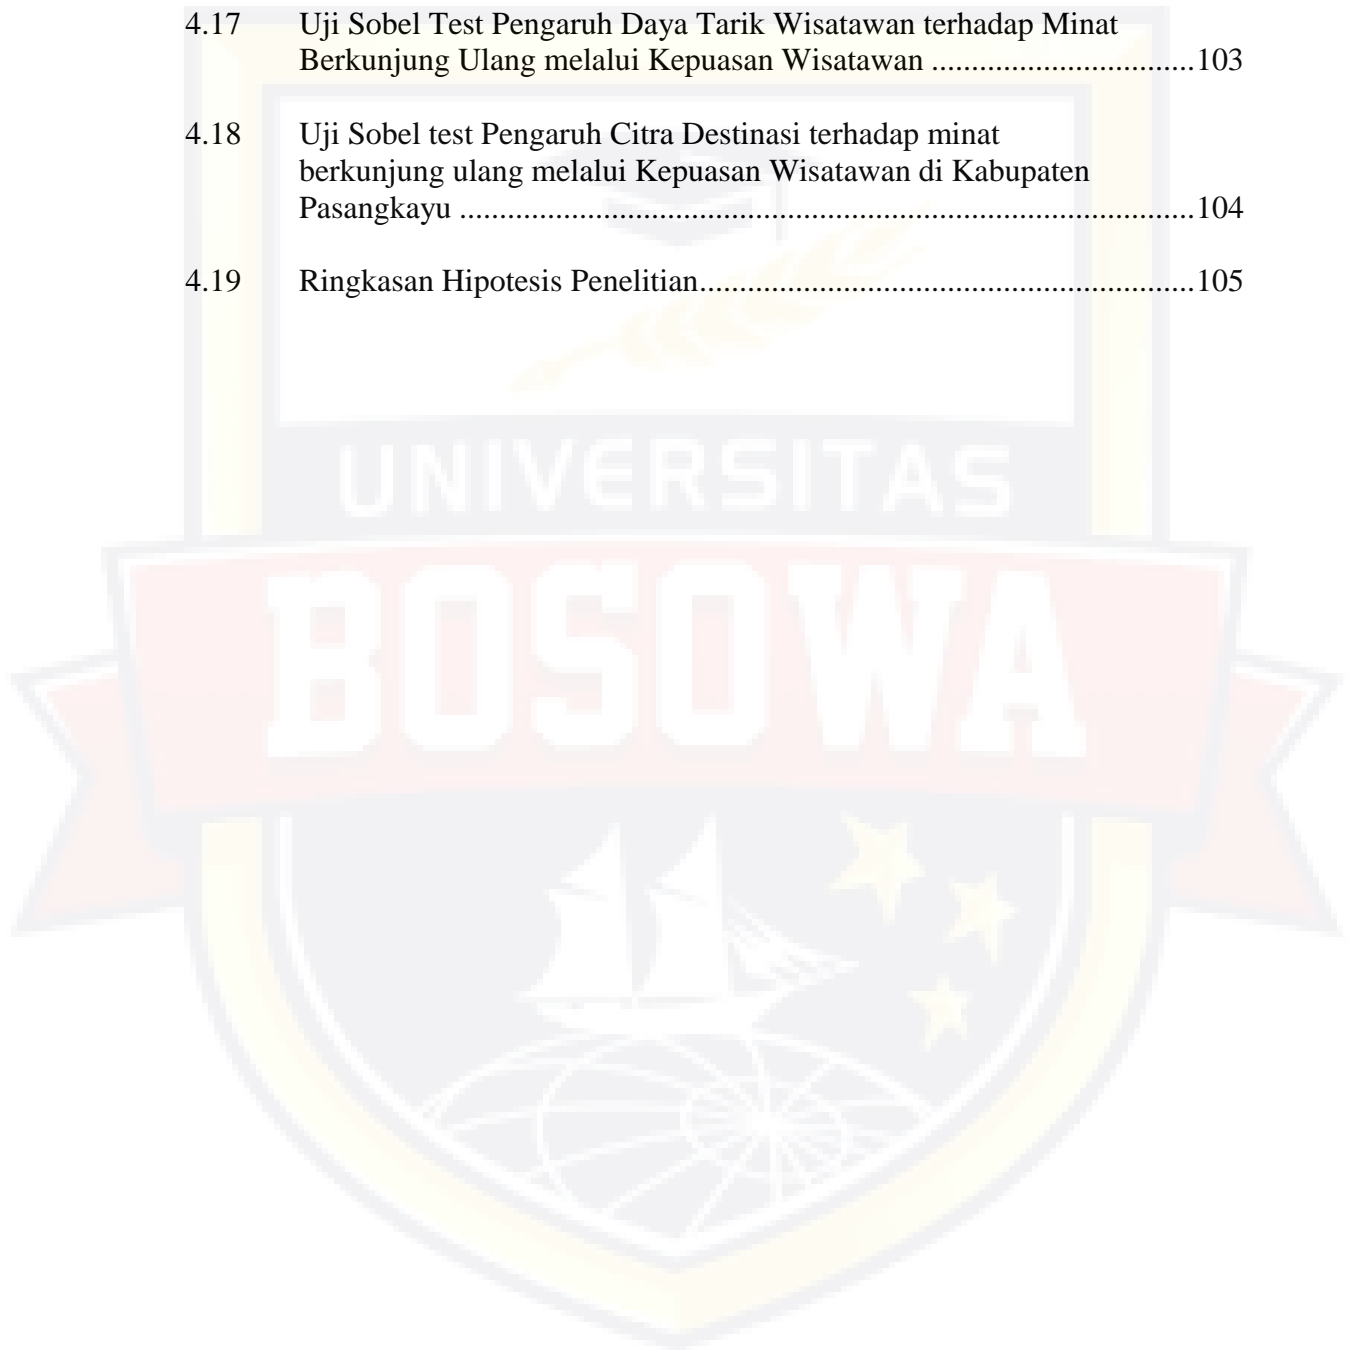 4.17 Uji Sobel Test Pengaruh Daya Tarik Wisatawan terhadap Minat
Berkunjung Ulang melalui Kepuasan Wisatawan ..............................103
4.18 Uji Sobel test Pengaruh Citra Destinasi terhadap minat
berkunjung ulang melalui Kepuasan Wisatawan di Kabupaten
Pasangkayu ................................................................................104
4.19 Ringkasan Hipotesis Penelitian......................................................105
UNIVERSITAS
BOSOWA